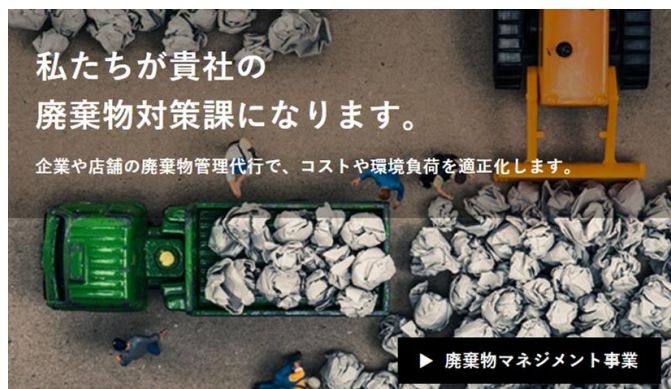 私たちが貴社の
廃棄物対策課になります。
企業や店舗の廃棄物管理代行で、コストや環境負荷を適正化します。
▶ 廃棄物マネジメント事業